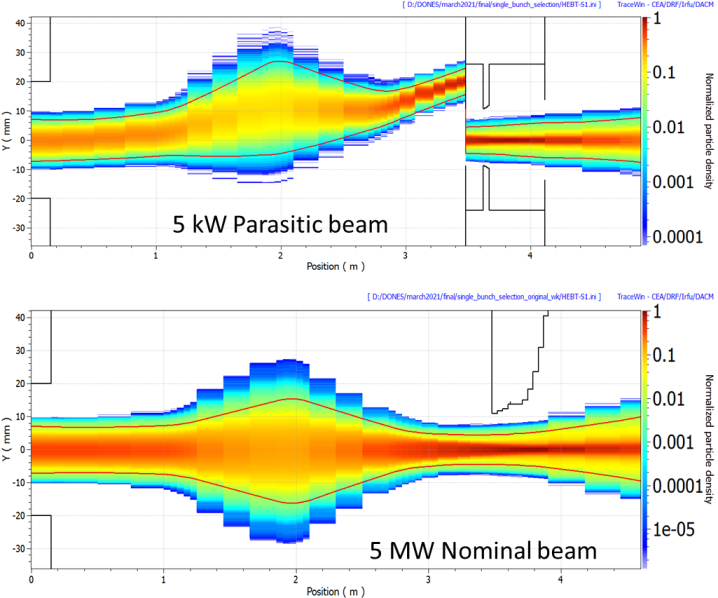 [ D:/DONES/march2021/final/single_bunch_selection/HEBT-S1.ini ] TraceWin - CEA/DRF/Irfu/DACM
40
30
20
10
0
-10
-20
-30
Y ( mm )
5 kW Parasitic beam
0 1 2 3 4
Position ( m )
1
0.1
0.01
0.001
0.0001
Normalized particle density
[ D:/DONES/march2021/final/single_bunch_selection_orignal_wk/HEBT-S1.ini ] TraceWin - CEA/DRF/Irfu/DACM
40
30
20
10
0
-10
-20
-30
Y ( mm )
5 MW Nominal beam
0 1 2 3 4
Position ( m )
1
0.1
0.01
0.001
0.0001
1e-05
Normalized particle density